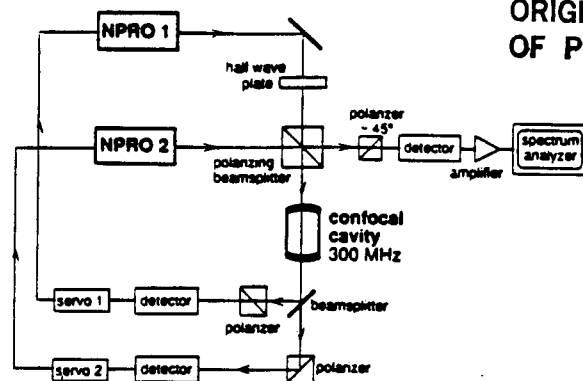 ORIGI
OF P
NPRO 1
half wave
plate
polarizer
~ 45°
NPRO 2
polarizing
beamsplitter
detector
amplifier
spectrum
analyzer
confocal
cavity
300 MHz
beamsplitter
servo 1
detector
polarizer
servo 2
detector
polarizer